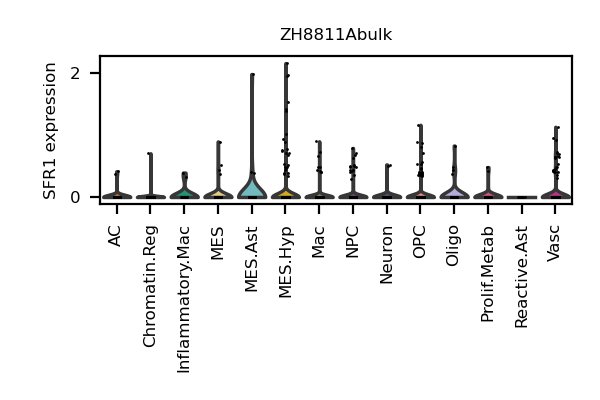 ZH8811Abulk
SFR1 expression
2
0
AC
Chromatin.Reg
Inflammatory.Mac
MES
MES.Ast
MES.Hyp
Mac
NPC
Neuron
OPC
Oligo
Prolif.Metab
Reactive.Ast
Vasc